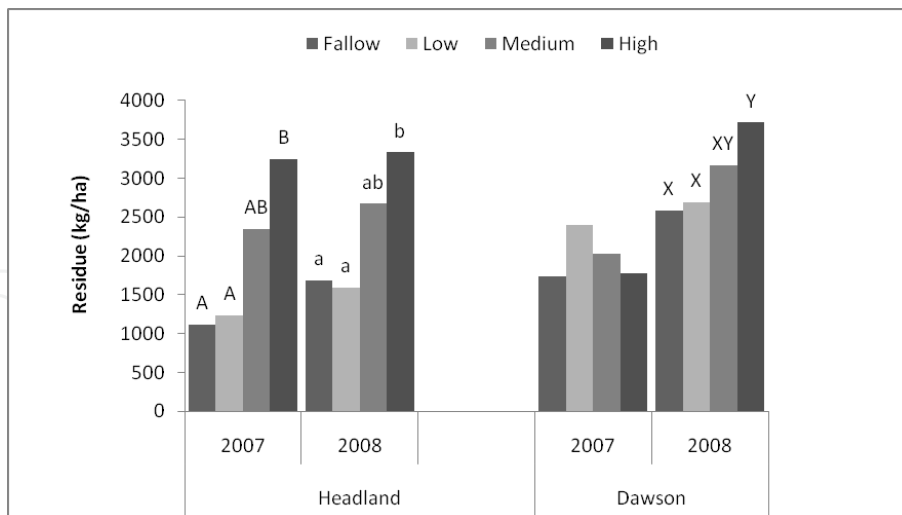 Fallow Low Medium High
Residue (kg/ha)
4000
3500
3000
2500
2000
1500
1000
500
0
A A AB B
a a ab b
X X XY Y
2007 2008 2007 2008
Headland Dawson